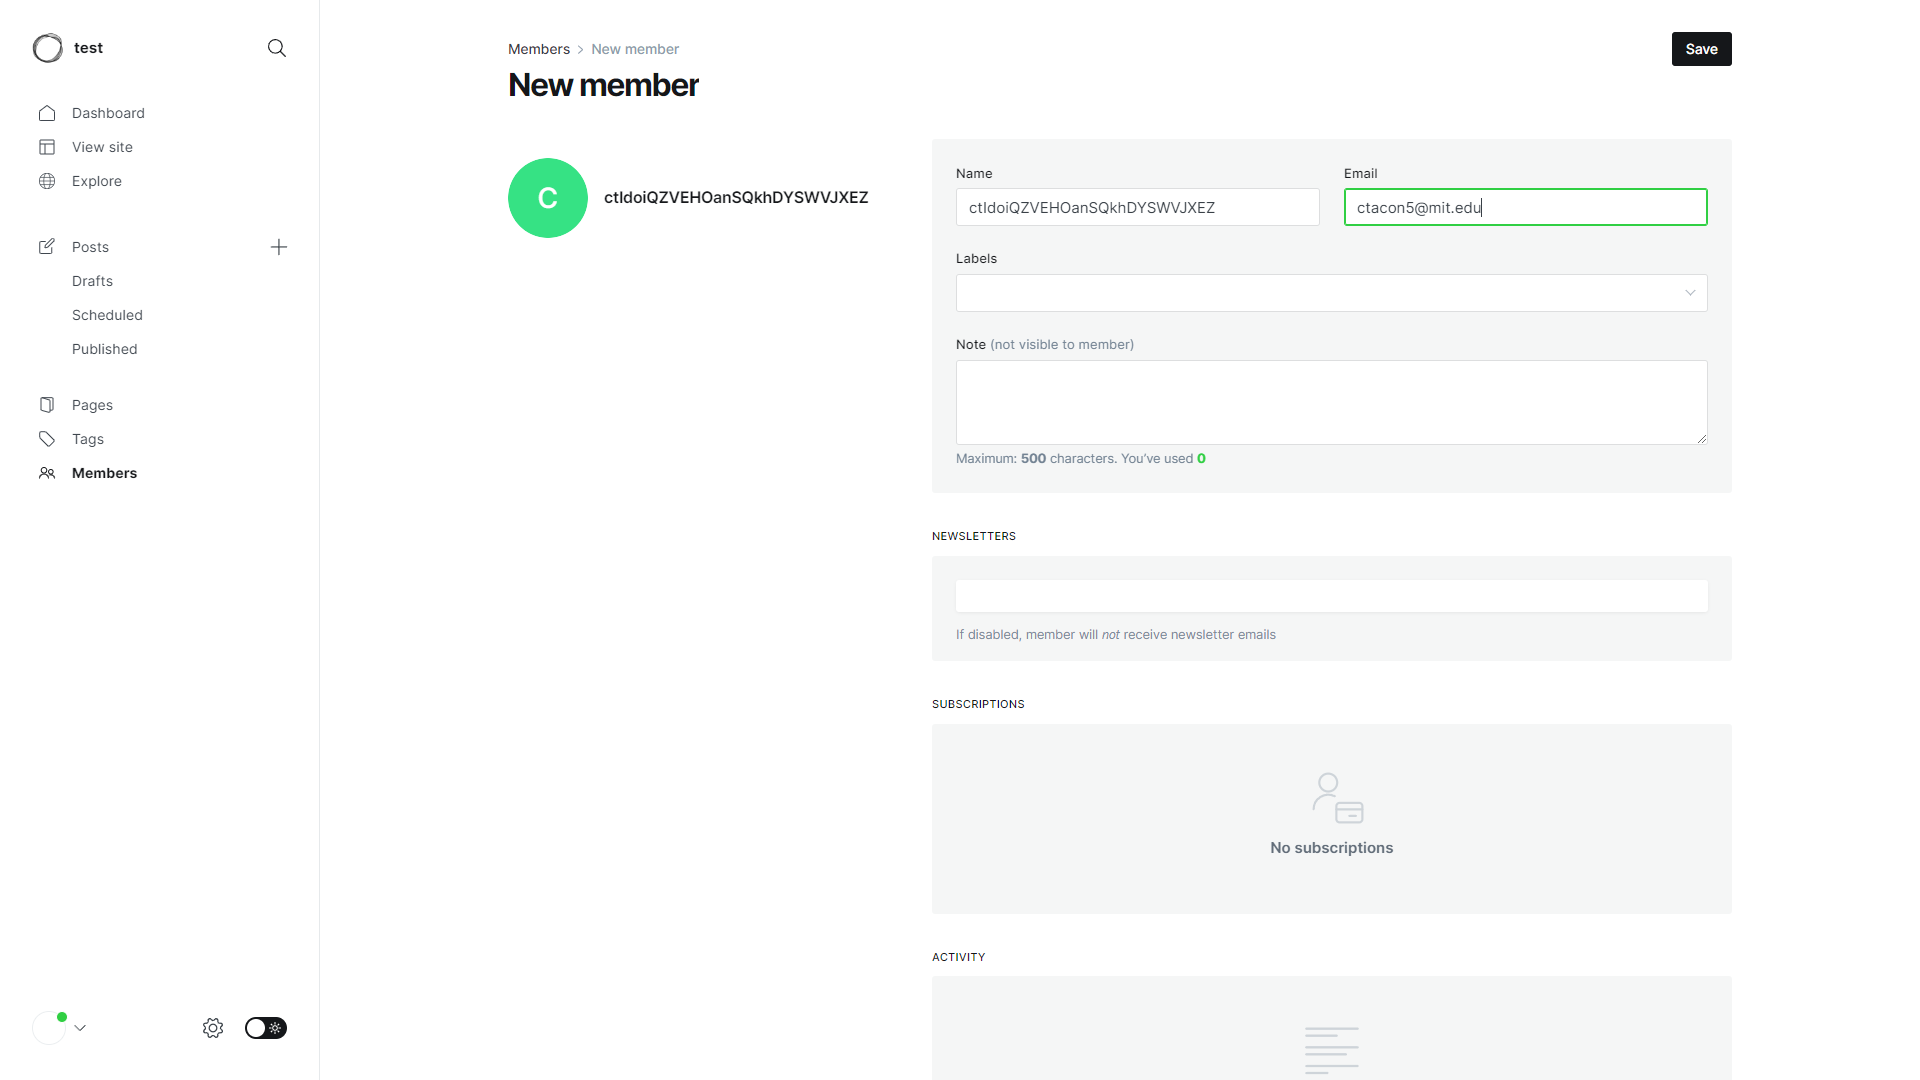 test
Dashboard
View site
Explore
Posts
Drafts
Scheduled
Published
Pages
Tags
Members
Members > New member
New member
Save
C
ctIdoiQZVEHOanSQkhDYSWVJXEZ
Name
ctIdoiQZVEHOanSQkhDYSWVJXEZ
Email
ctacon5@mit.edu
Labels
Note (not visible to member)
Maximum: 500 characters. You've used 0
NEWSLETTERS
If disabled, member will not receive newsletter emails
SUBSCRIPTIONS
No subscriptions
ACTIVITY